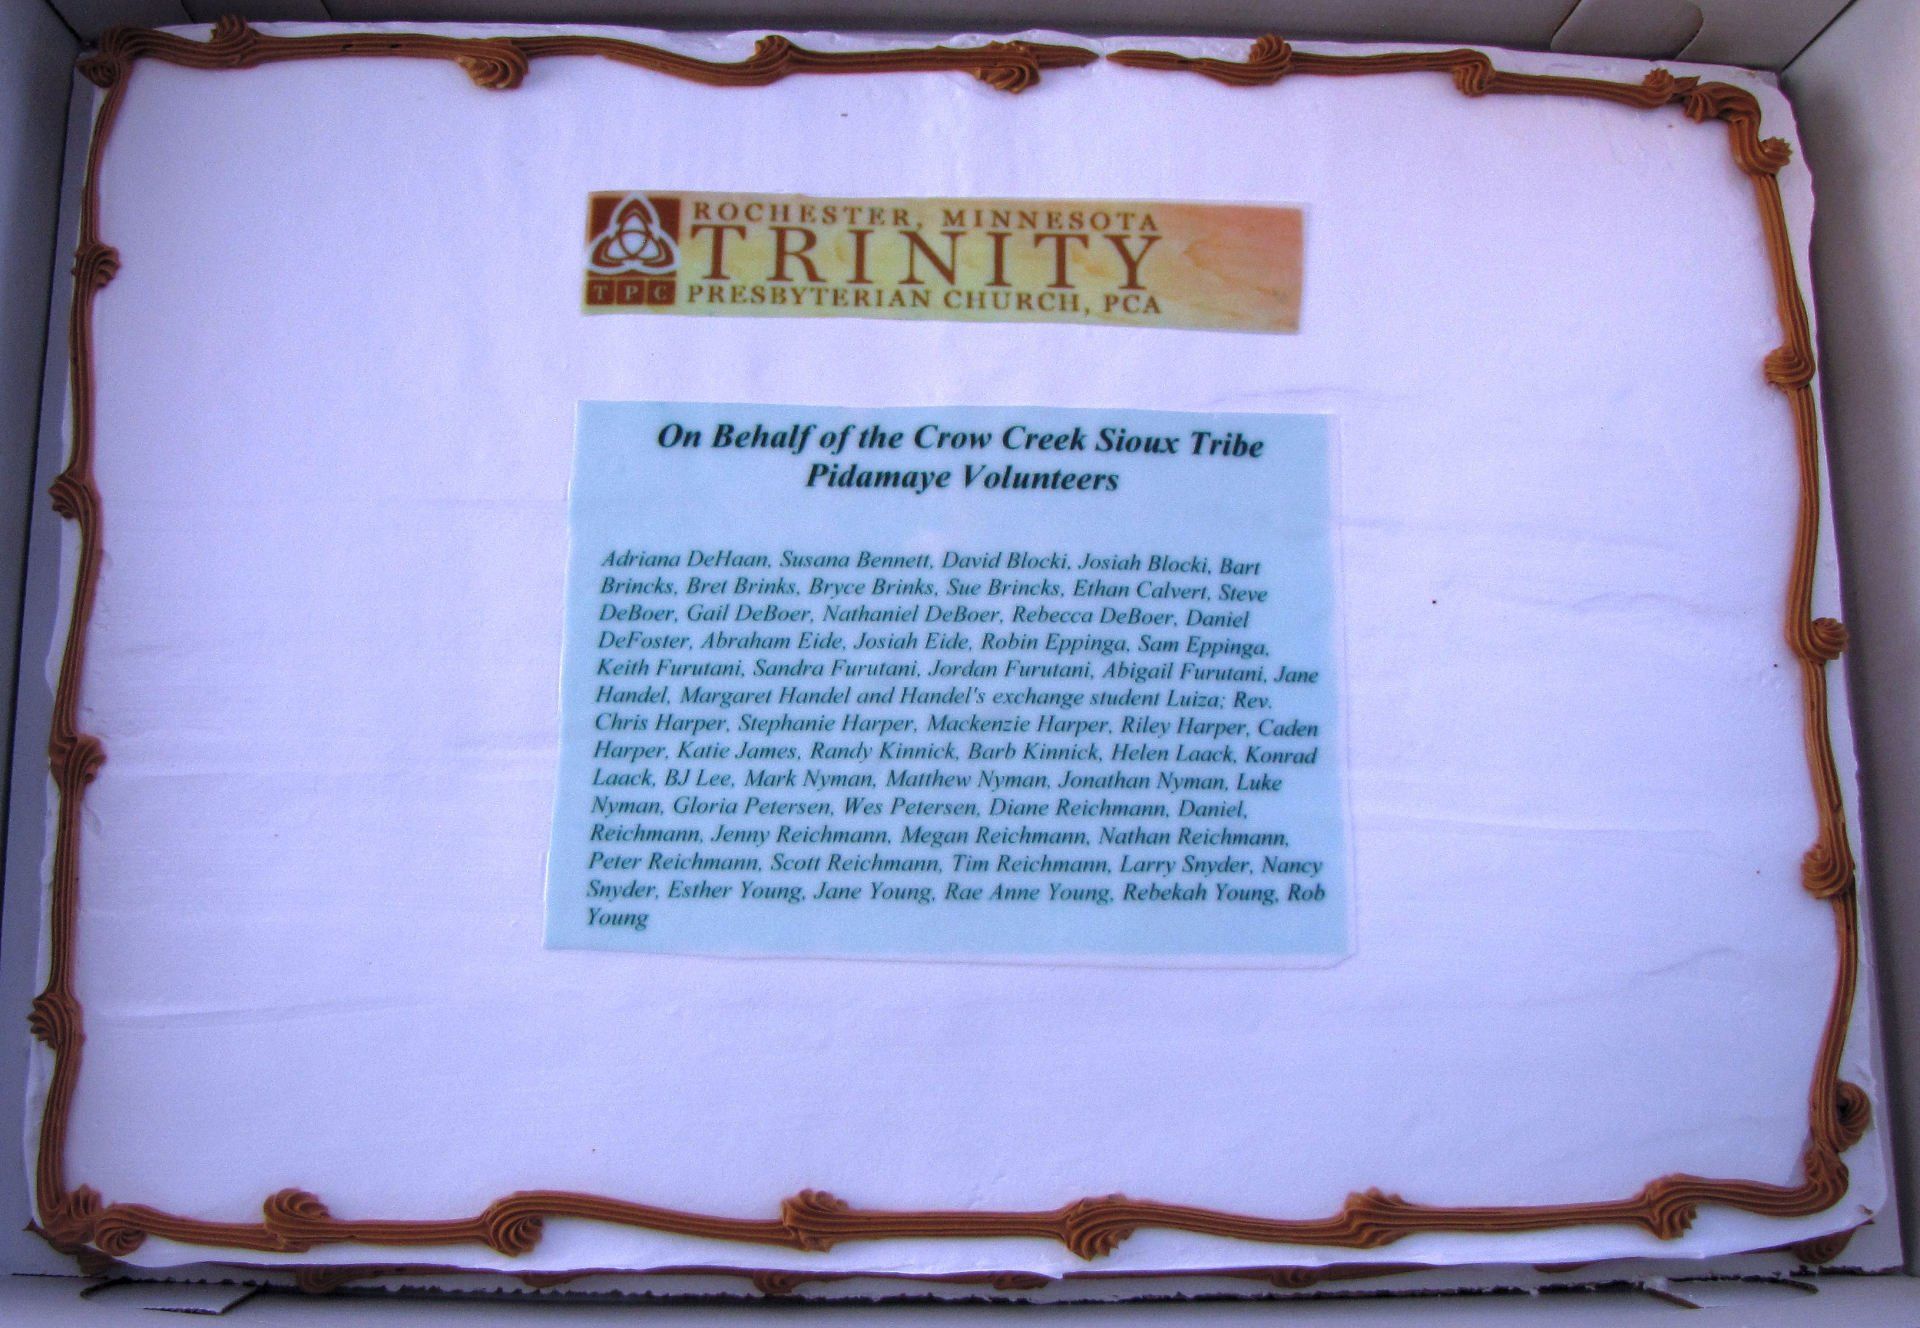 ROCHESTER, MINNESOTA
TRINITY
TPC PRESBYTERIAN CHURCH, PCA
On Behalf of the Crow Creek Sioux Tribe
Pidamaye Volunteers
Adriana DeHaan, Susana Bennett, David Blocki, Josiah Blocki, Bart
Brincks, Bret Brinks, Bryce Brinks, Sue Brincks, Ethan Calvert, Steve
DeBoer, Gail DeBoer, Nathaniel DeBoer, Rebecca DeBoer, Daniel
DeFoster, Abraham Eide, Josiah Eide, Robin Eppinga, Sam Eppinga,
Keith Furutani, Sandra Furutani, Jordan Furutani, Abigail Furutani, Jane
Handel, Margaret Handel and Handel's exchange student Luiza; Rev.
Chris Harper, Stephanie Harper, Mackenzie Harper, Riley Harper, Caden
Harper, Katie James, Randy Kinnick, Barb Kinnick, Helen Laack, Konrad
Laack, BJ Lee, Mark Nyman, Matthew Nyman, Jonathan Nyman, Luke
Nyman, Gloria Petersen, Wes Petersen, Diane Reichmann, Daniel,
Reichmann, Jenny Reichmann, Megan Reichmann, Nathan Reichmann,
Peter Reichmann, Scott Reichmann, Tim Reichmann, Larry Snyder, Nancy
Snyder, Esther Young, Jane Young, Rae Anne Young, Rebekah Young, Rob
Young